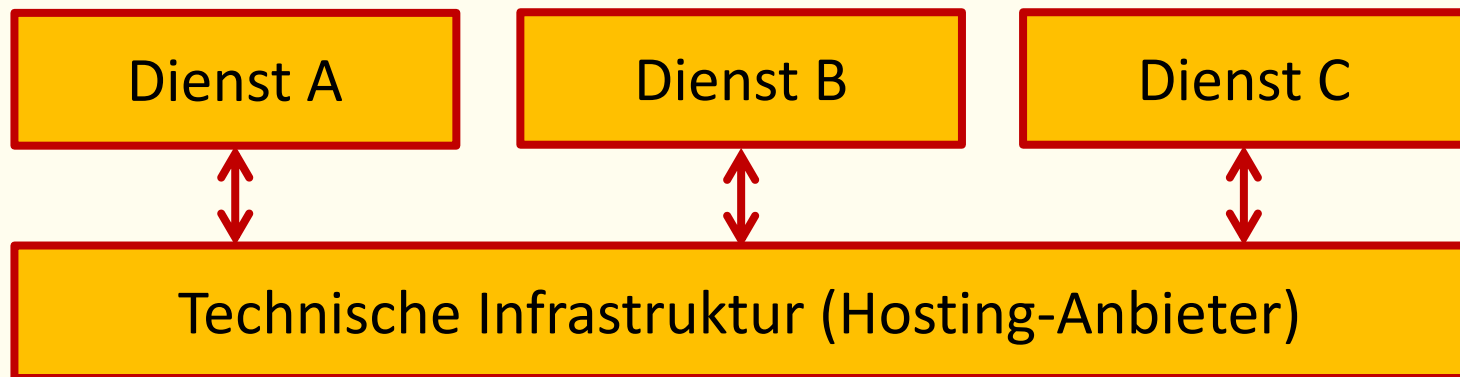 Dienst A
Dienst B
Dienst C
Technische Infrastruktur (Hosting-Anbieter)